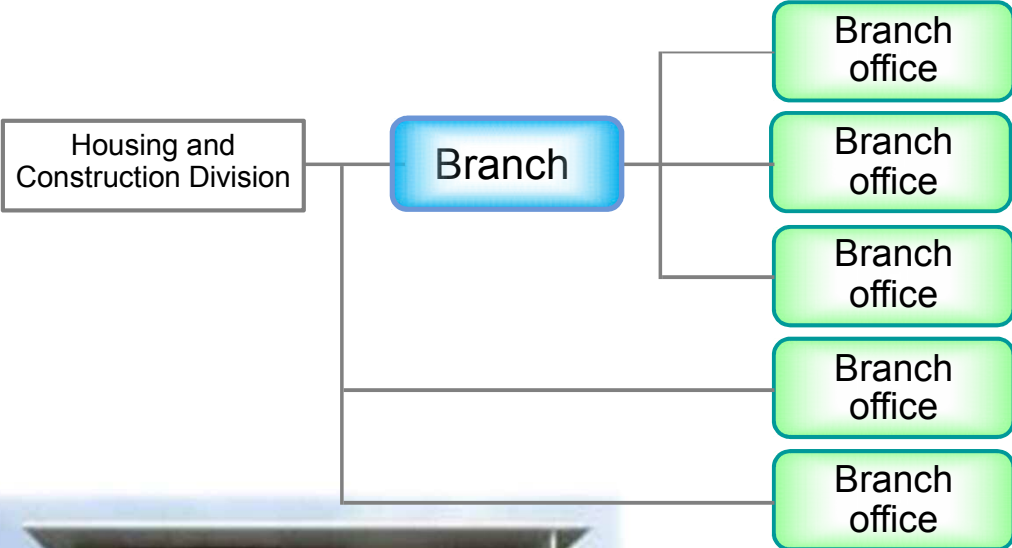 Branch
office
Housing and
Construction Division
Branch
Branch
office
Branch
office
Branch
office
Branch
office